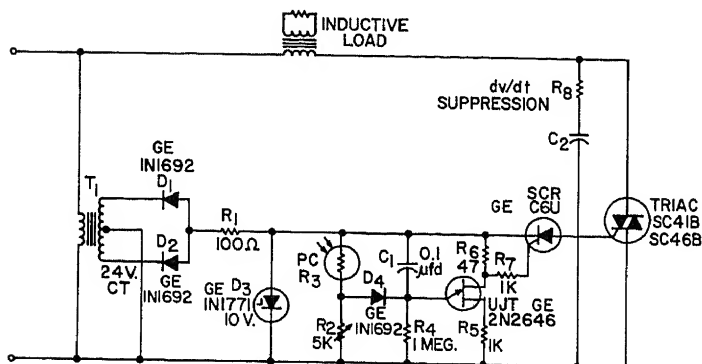 INDUCTIVE
LOAD
dv/dt
SUPPRESSION
R8
C2
GE
IN1692
D1
T1
R1
100Ω
D2
GE
IN1692
24V.
CT
GE
D3
IN1771
10V.
PC
R3
R2
5K
D4
GE
IN1692
C1
0.1
μfd
R4
1 MEG.
R6
47
R7
1K
UJT GE
2N2646
R5
1K
GE
SCR
C6U
TRIAC
SC41B
SC46B